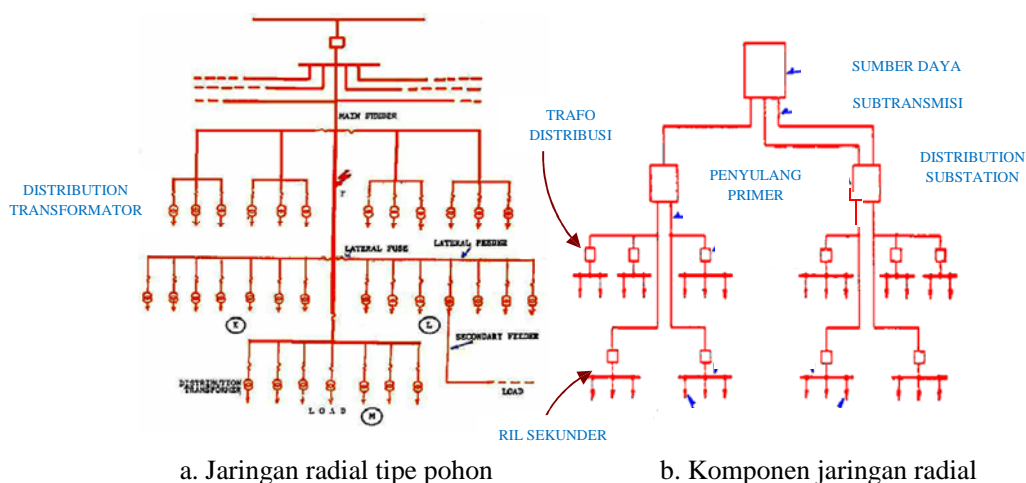 MAIN FEEDER
DISTRIBUTION
TRANSFORMATOR
F
LATERAL FUSE
LATERAL FEEDER
K
L
SECONDARY FEEDER
DISTRIBUTION
TRANSFORMER
LOAD
M
LOAD
a. Jaringan radial tipe pohon
SUMBER DAYA
SUBTRANSMISI
TRAFO
DISTRIBUSI
PENYULANG
PRIMER
DISTRIBUTION
SUBSTATION
RIL SEKUNDER
b. Komponen jaringan radial